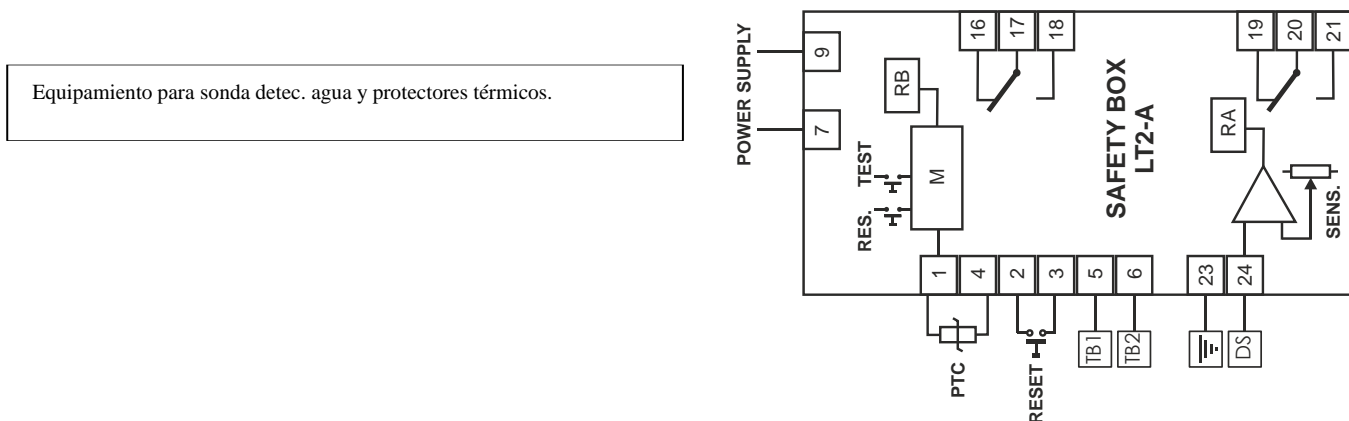 Equipamiento para sonda detec. agua y protectores térmicos.
POWER SUPPLY
9
7
16
17
18
19
20
21
RB
RA
TEST
RES.
M
SAFETY BOX
LT2-A
SENS.
1
4
2
3
5
6
23
24
PTC
RESET
TB1
TB2
DS